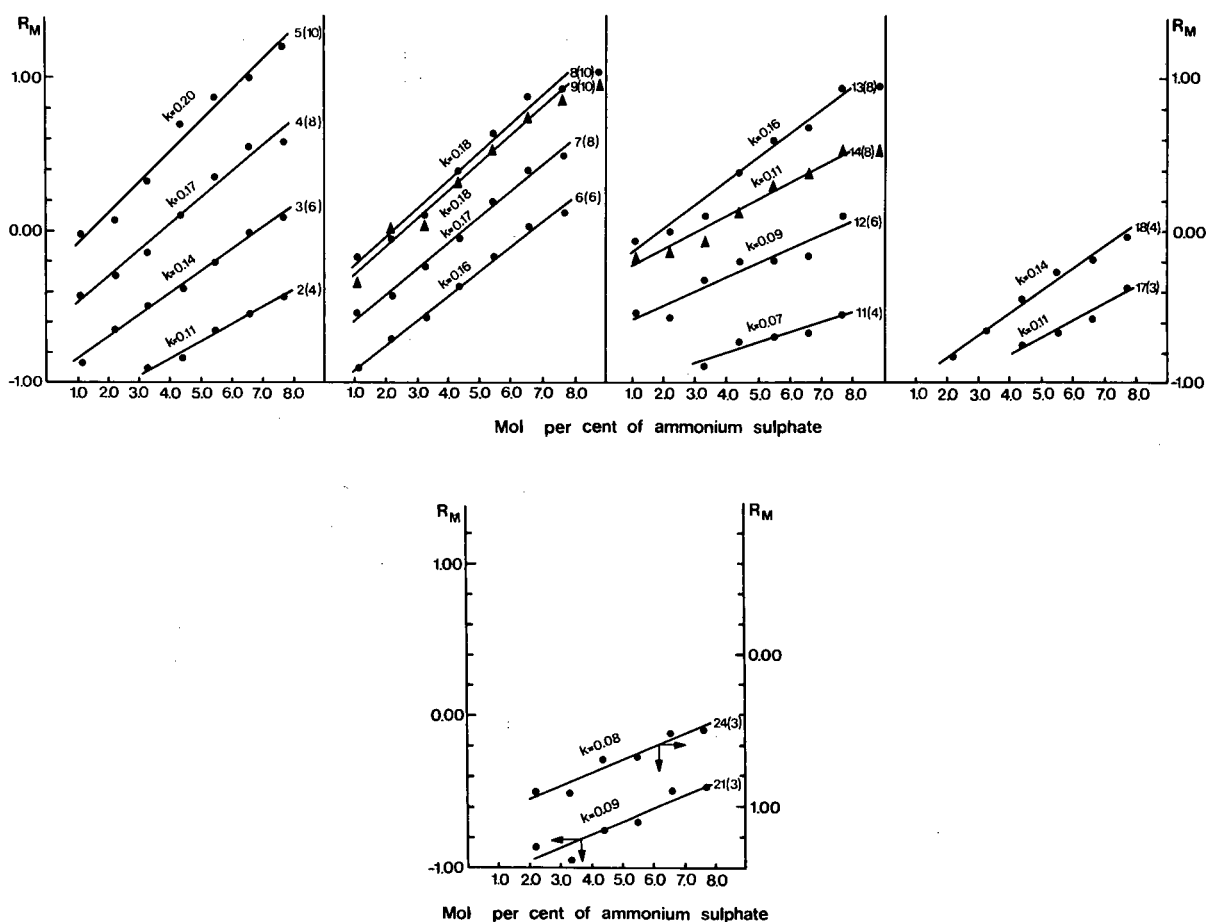 RM
RM
1.00
0.00
-1.00
5(10)
k=0.20
4(8)
k=0.17
3(6)
k=0.14
2(4)
k=0.11
8(10)
9(10)
k=0.18
k=0.18
7(8)
k=0.17
6(6)
k=0.16
13(8)
k=0.16
14(8)
k=0.11
12(6)
k=0.09
11(4)
k=0.07
18(4)
k=0.14
17(3)
k=0.11
1.00
0.00
-1.00
1.0 2.0 3.0 4.0 5.0 6.0 7.0 8.0
1.0 2.0 3.0 4.0 5.0 6.0 7.0 8.0
1.0 2.0 3.0 4.0 5.0 6.0 7.0 8.0
1.0 2.0 3.0 4.0 5.0 6.0 7.0 8.0
Mol per cent of ammonium sulphate
RM
RM
1.00
0.00
-1.00
24(3)
k=0.08
21(3)
k=0.09
0.00
1.00
1.0 2.0 3.0 4.0 5.0 6.0 7.0 8.0
Mol per cent of ammonium sulphate